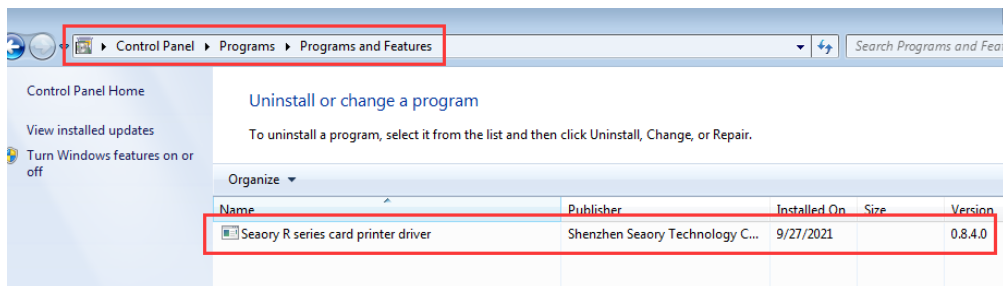 Control Panel ▸ Programs ▸ Programs and Features
Search Programs and Fea
Control Panel Home
Uninstall or change a program
View installed updates
To uninstall a program, select it from the list and then click Uninstall, Change, or Repair.
Turn Windows features on or
off
Organize
Name Publisher Installed On Size Version
Seaory R series card printer driver Shenzhen Seaory Technology C... 9/27/2021 0.8.4.0